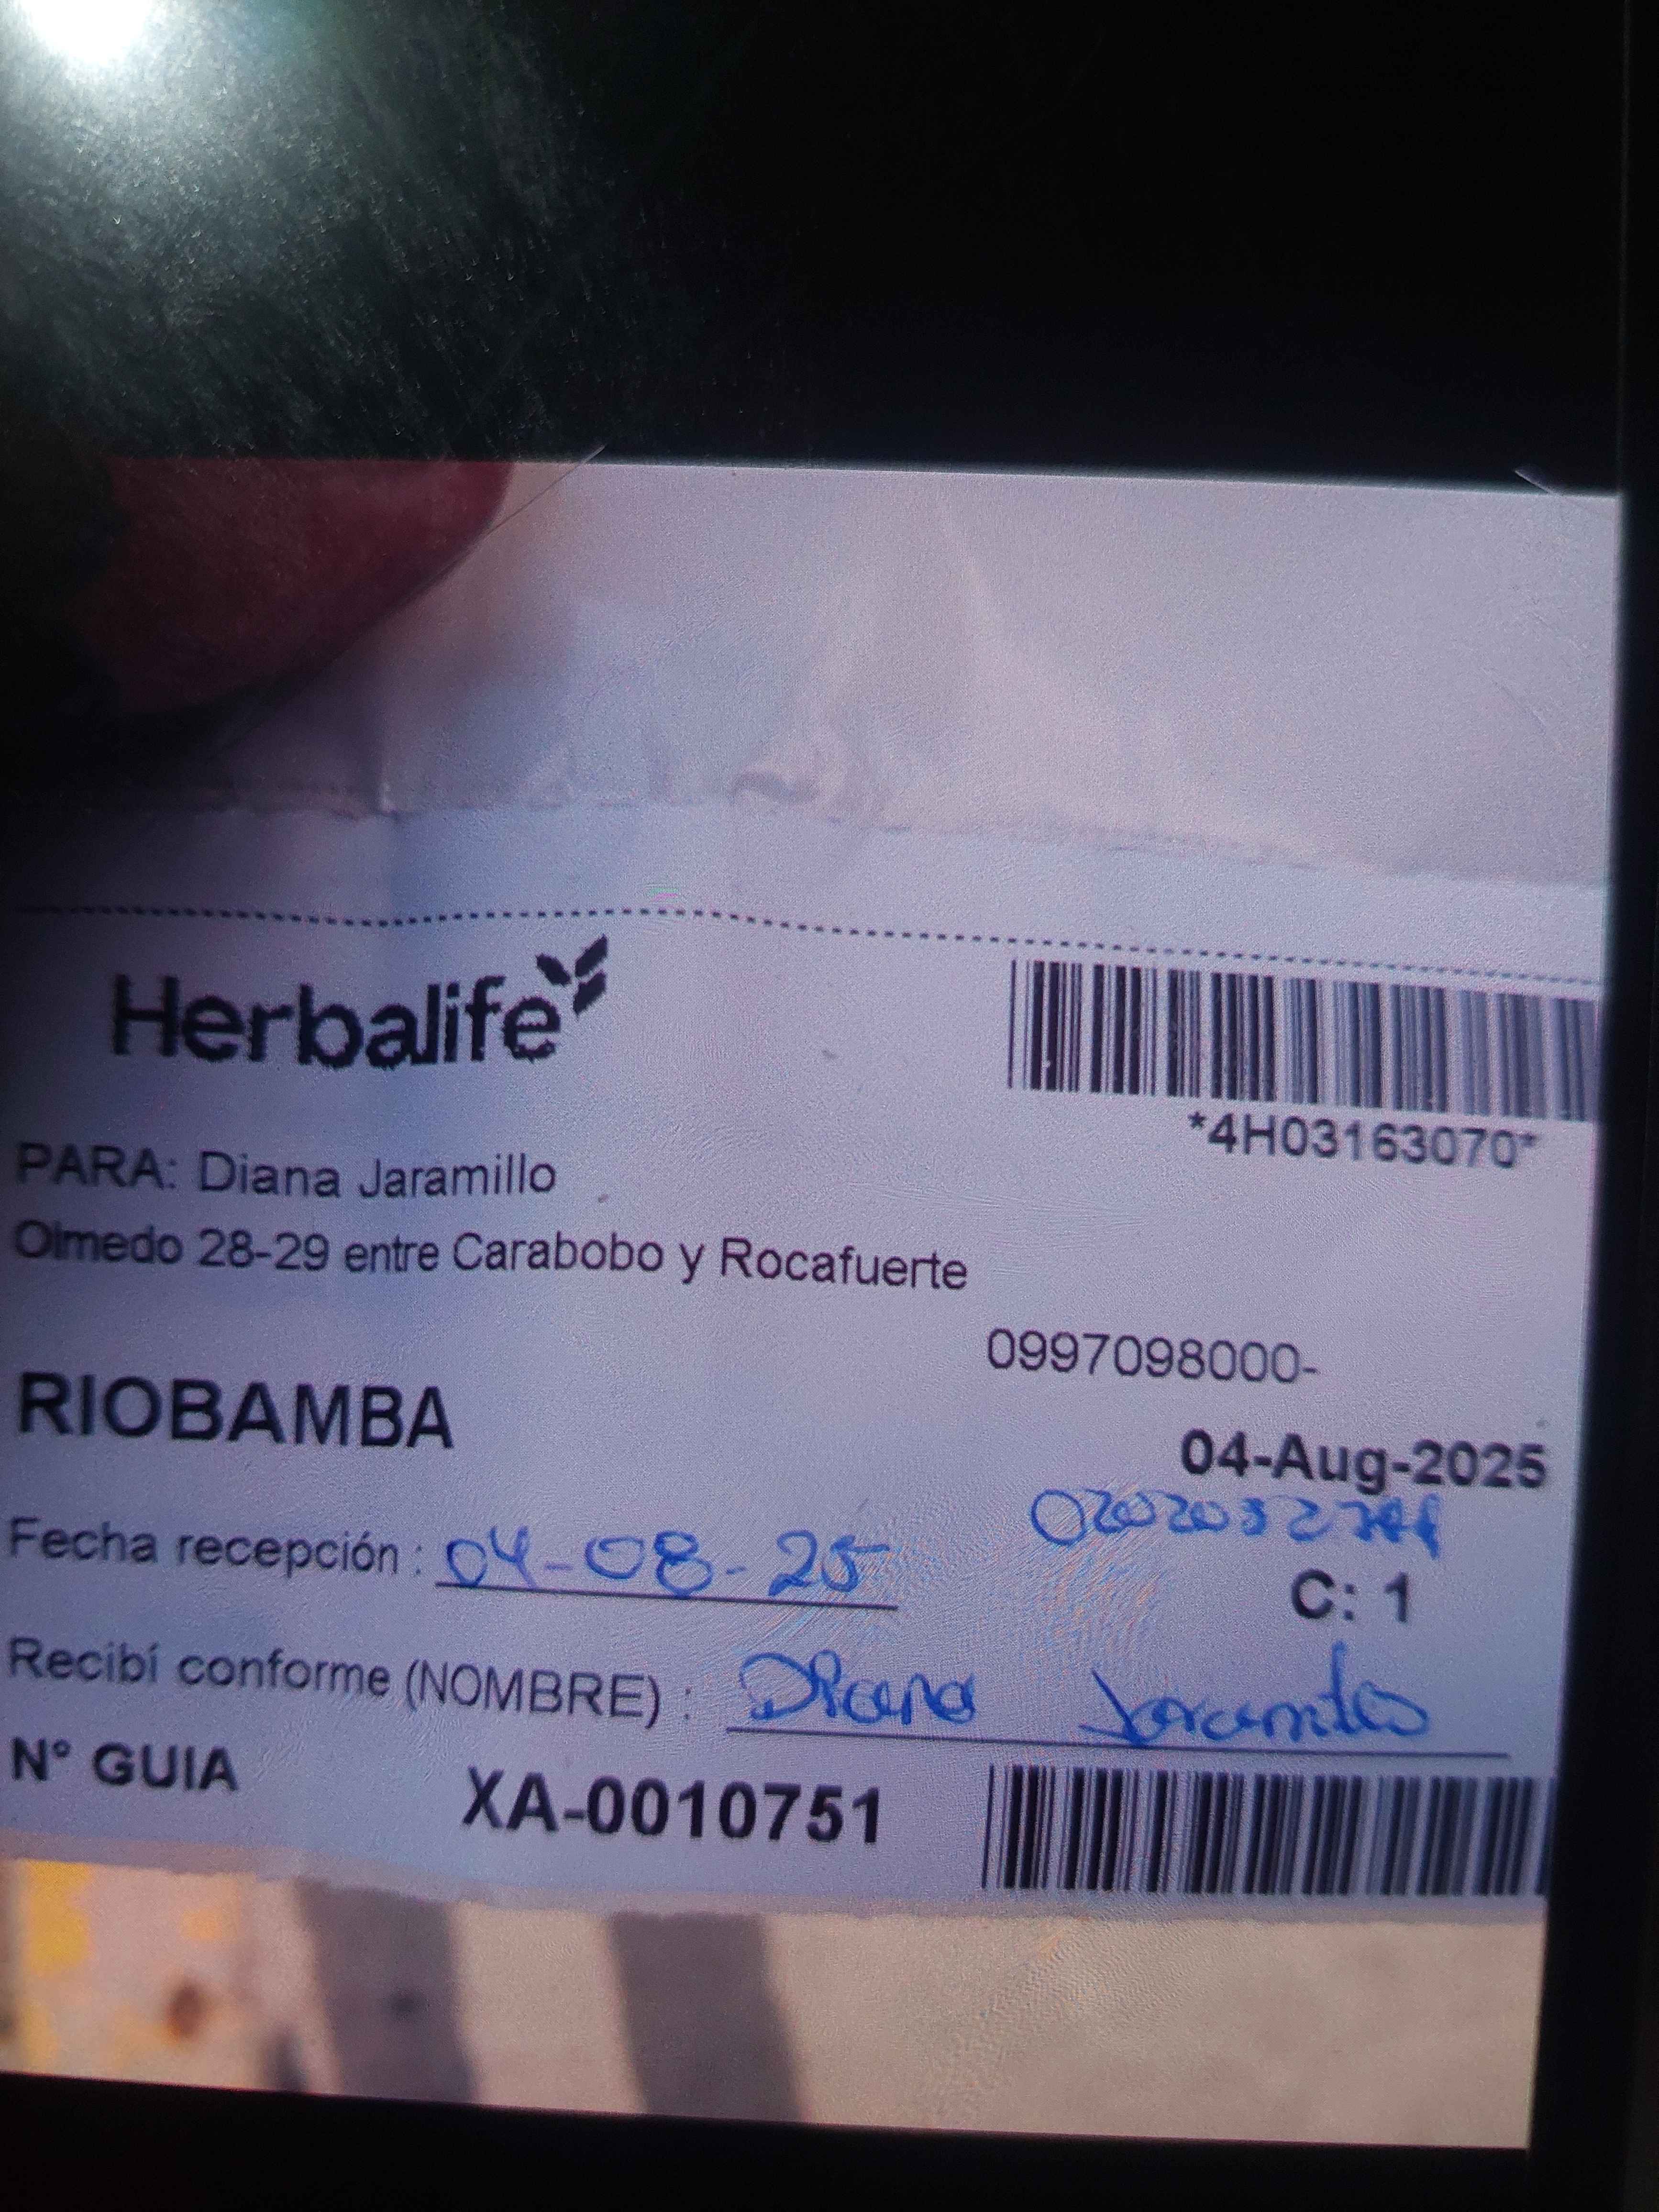 Herbalife
*4H03163070*
PARA: Diana Jaramillo
Olmedo 28-29 entre Carabobo y Rocafuerte
0997098000-
RIOBAMBA
04-Aug-2025
Fecha recepción : 04-08-25
C: 1
Recibí conforme (NOMBRE) : Diana Jaramillo
N° GUIA XA-0010751